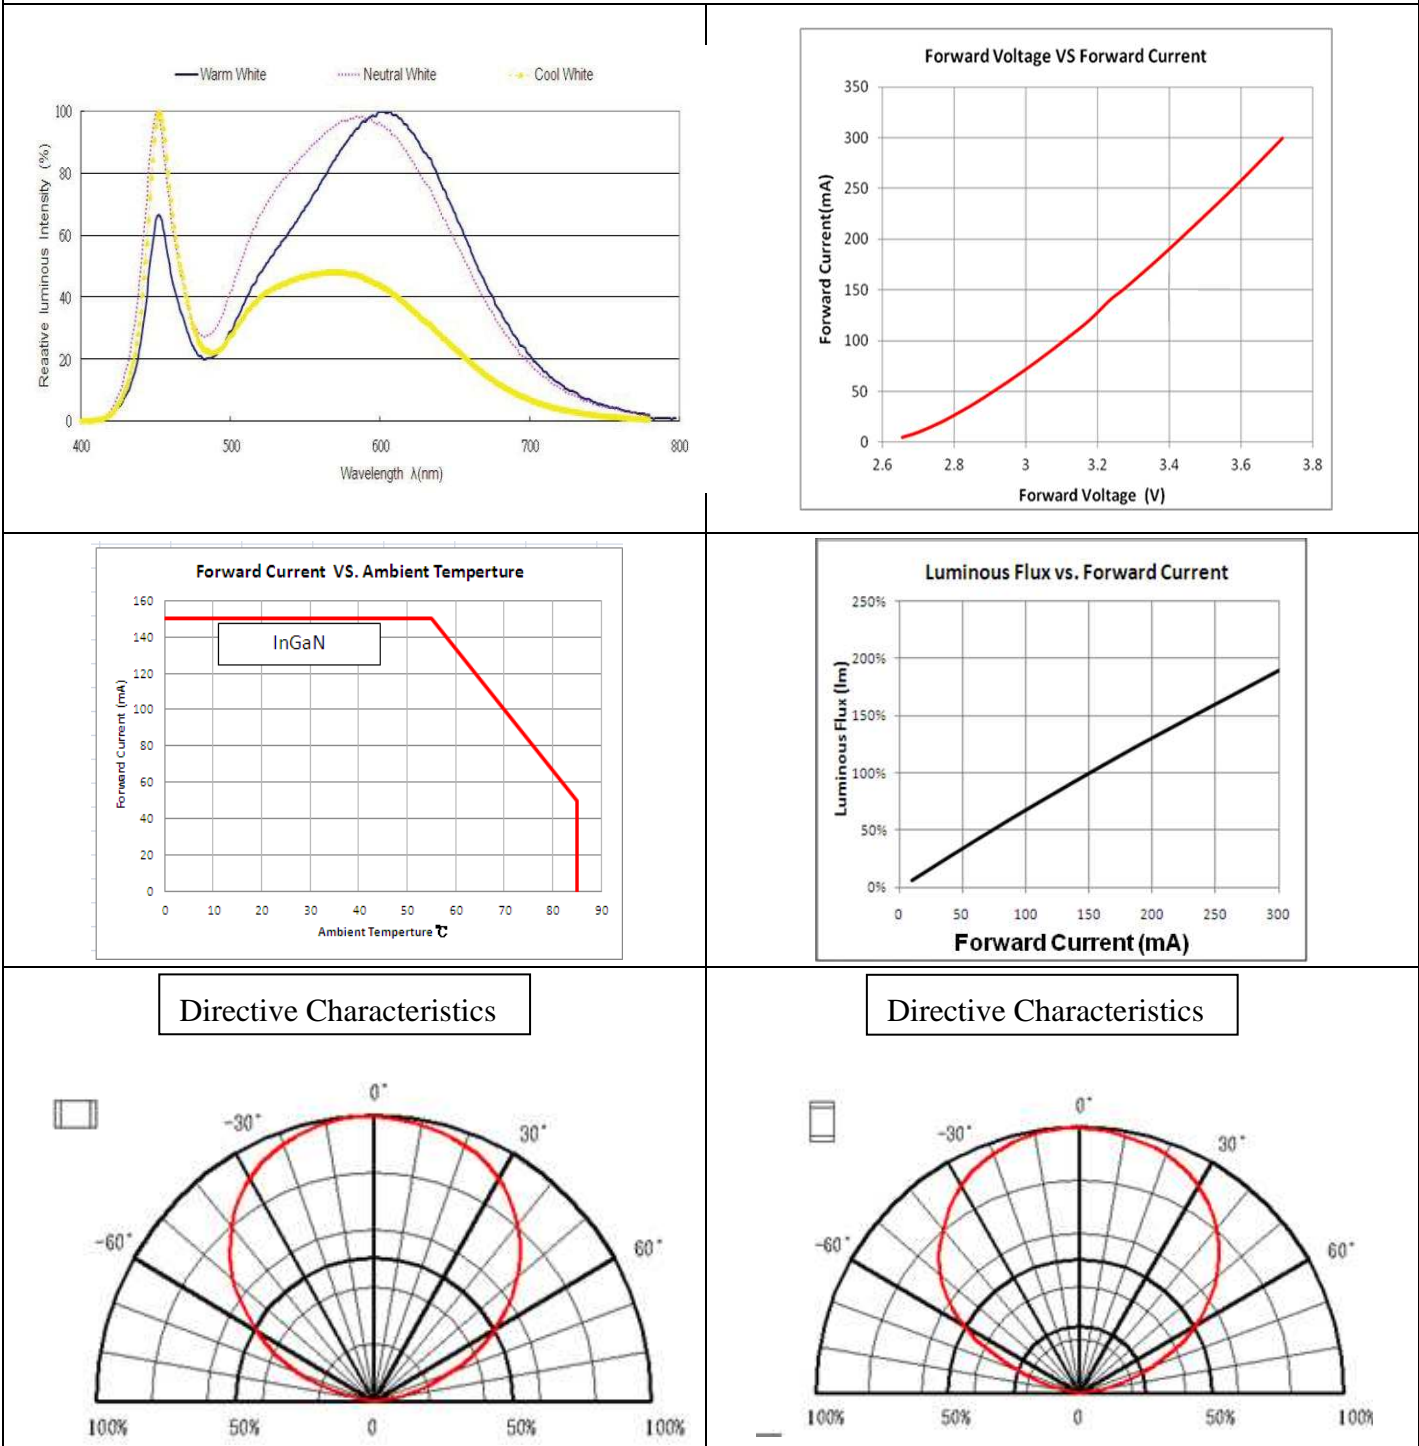 Warm White Neutral White Cool White
Reaative luminous Intensity (%)
100
80
60
40
20
0
400 500 600 700 800
Wavelength λ(nm)
Forward Voltage VS Forward Current
Forward Current(mA)
350
300
250
200
150
100
50
0
2.6 2.8 3 3.2 3.4 3.6 3.8
Forward Voltage (V)
Forward Current VS. Ambient Temperture
InGaN
Forward Current (mA)
160
140
120
100
80
60
40
20
0
0 10 20 30 40 50 60 70 80 90
Ambient Temperture ℃
Luminous Flux vs. Forward Current
Luminous Flux (lm)
250%
200%
150%
100%
50%
0%
0 50 100 150 200 250 300
Forward Current (mA)
Directive Characteristics
0°
-30° 30°
-60° 60°
100% 50% 0 50% 100%
Directive Characteristics
0°
-30° 30°
-60° 60°
100% 50% 0 50% 100%